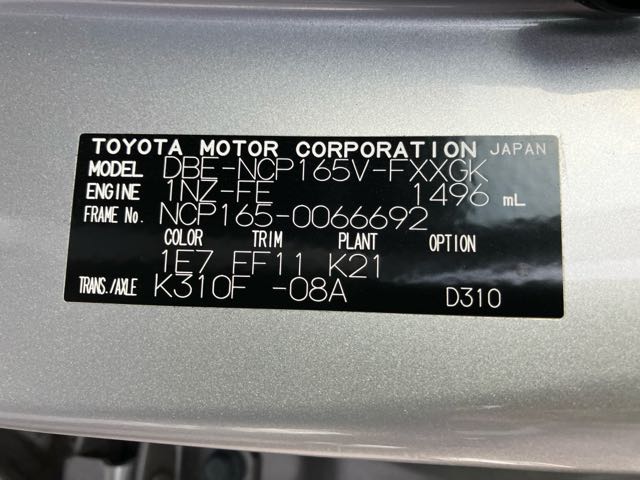 TOYOTA MOTOR CORPORATION JAPAN
MODEL DBE-NCP165V-FXXGK
ENGINE 1NZ-FE 1496 mL
FRAME No. NCP165-0066692
COLOR TRIM PLANT OPTION
1E7 FF11 K21
TRANS./AXLE K310F -08A D310